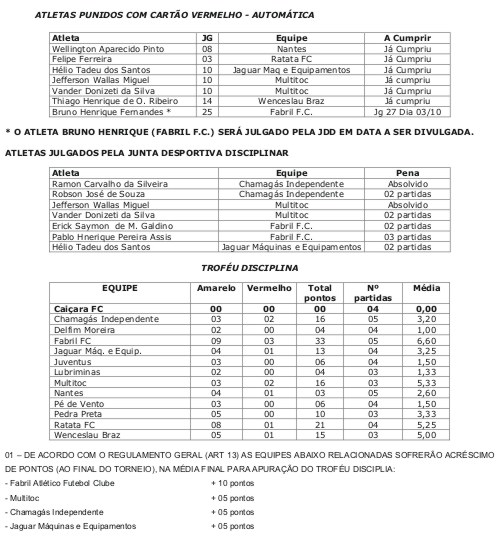 ATLETAS PUNIDOS COM CARTÃO VERMELHO - AUTOMÁTICA
Atleta JG Equipe A Cumprir
Wellington Aparecido Pinto 08 Nantes Já Cumpriu
Felipe Ferreira 03 Ratata FC Já Cumpriu
Hélio Tadeu dos Santos 10 Jaguar Maq e Equipamentos Já Cumpriu
Jefferson Wallas Miguel 10 Multitoc Já cumpriu
Vander Donizeti da Silva 10 Multitoc Já Cumpriu
Thiago Henrique de O. Ribeiro 14 Wenceslau Braz Já cumpriu
Bruno Henrique Fernandes * 25 Fabril F.C. Jg 27 Dia 03/10
* O ATLETA BRUNO HENRIQUE (FABRIL F.C.) SERÁ JULGADO PELA JDD EM DATA A SER DIVULGADA.
ATLETAS JULGADOS PELA JUNTA DESPORTIVA DISCIPLINAR
Atleta Equipe Pena
Ramon Carvalho da Silveira Chamagás Independente Absolvido
Robson José de Souza Chamagás Independente 02 partidas
Jefferson Wallas Miguel Multitoc Absolvido
Vander Donizeti da Silva Multitoc 02 partidas
Erick Saymon de M. Galdino Fabril F.C. 02 partidas
Pablo Hnerique Pereira Assis Fabril F.C. 03 partidas
Hélio Tadeu dos Santos Jaguar Máquinas e Equipamentos 02 partidas
TROFÉU DISCIPLINA
EQUIPE Amarelo Vermelho Total pontos Nº partidas Média
Caiçara FC 00 00 00 04 0,00
Chamagás Independente 03 02 16 05 3,20
Delfim Moreira 02 00 04 04 1,00
Fabril FC 09 03 33 05 6,60
Jaguar Máq. e Equip. 04 01 13 04 3,25
Juventus 03 00 06 04 1,50
Lubriminas 02 00 04 03 1,33
Multitoc 03 02 16 03 5,33
Nantes 04 01 03 05 2,60
Pé de Vento 03 00 06 04 1,50
Pedra Preta 05 00 10 03 3,33
Ratata FC 08 01 21 04 5,25
Wenceslau Braz 05 01 15 03 5,00
01 – DE ACORDO COM O REGULAMENTO GERAL (ART 13) AS EQUIPES ABAIXO RELACIONADAS SOFRERÃO ACRÉSCIMO
DE PONTOS (AO FINAL DO TORNEIO), NA MÉDIA FINAL PARA APURAÇÃO DO TROFÉU DISCIPLIA:
- Fabril Atlético Futebol Clube + 10 pontos
- Multitoc + 05 pontos
- Chamagás Independente + 05 pontos
- Jaguar Máquinas e Equipamentos + 05 pontos